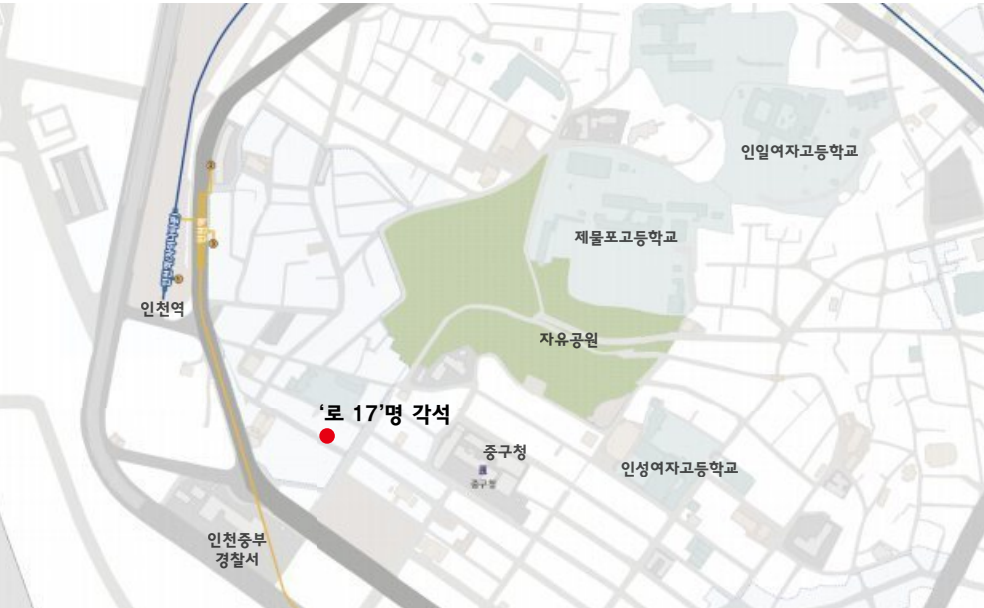 인일여자고등학교
제물포고등학교
인천역
자유공원
‘로 17’명 각석
중구청
중구청
인성여자고등학교
인천중부
경찰서